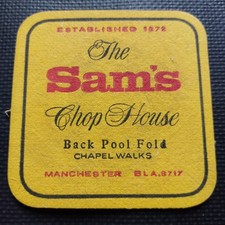 ESTABLISHED 1872
The
Sam's
Chop House
Back Pool Fold
CHAPEL WALKS
MANCHESTER BLA.8717